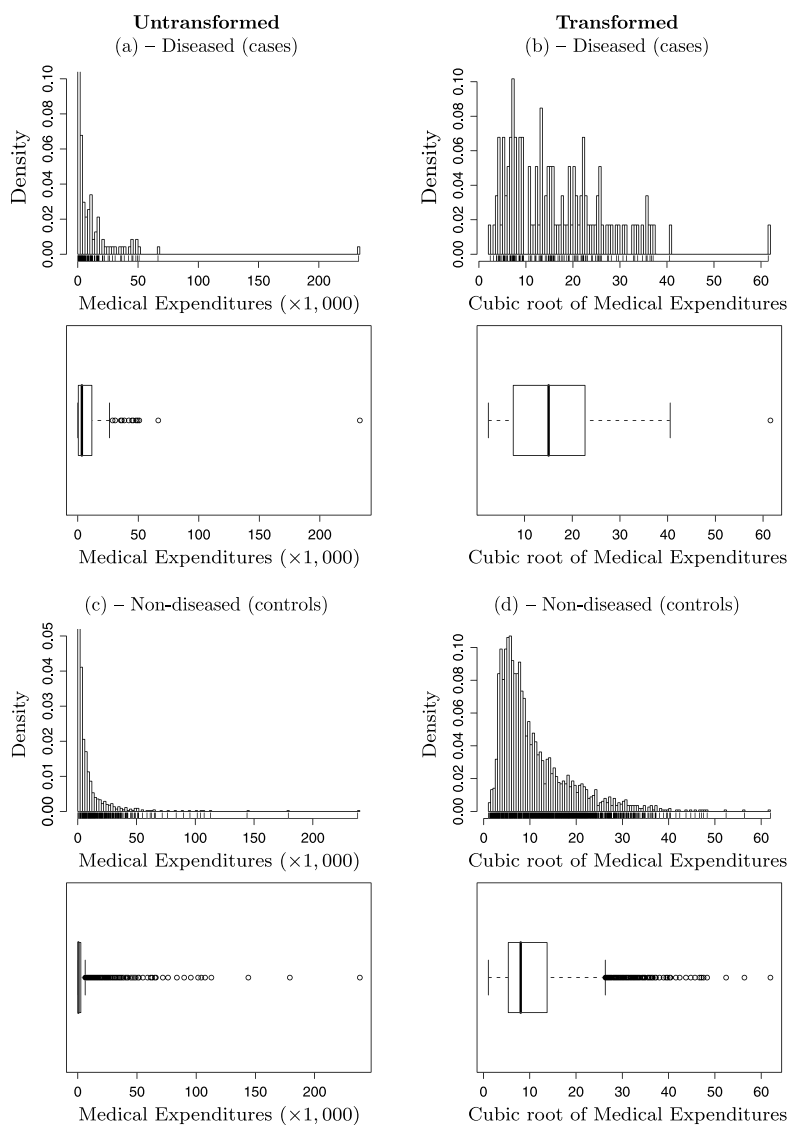 Untransformed
(a) – Diseased (cases)
Density
0.00 0.02 0.04 0.06 0.08 0.10
0 50 100 150 200
Medical Expenditures (×1,000)
0 50 100 150 200
Medical Expenditures (×1,000)
Transformed
(b) – Diseased (cases)
Density
0.00 0.02 0.04 0.06 0.08 0.10
0 10 20 30 40 50 60
Cubic root of Medical Expenditures
10 20 30 40 50 60
Cubic root of Medical Expenditures
(c) – Non-diseased (controls)
Density
0.00 0.01 0.02 0.03 0.04 0.05
0 50 100 150 200
Medical Expenditures (×1,000)
0 50 100 150 200
Medical Expenditures (×1,000)
(d) – Non-diseased (controls)
Density
0.00 0.02 0.04 0.06 0.08 0.10
0 10 20 30 40 50 60
Cubic root of Medical Expenditures
0 10 20 30 40 50 60
Cubic root of Medical Expenditures